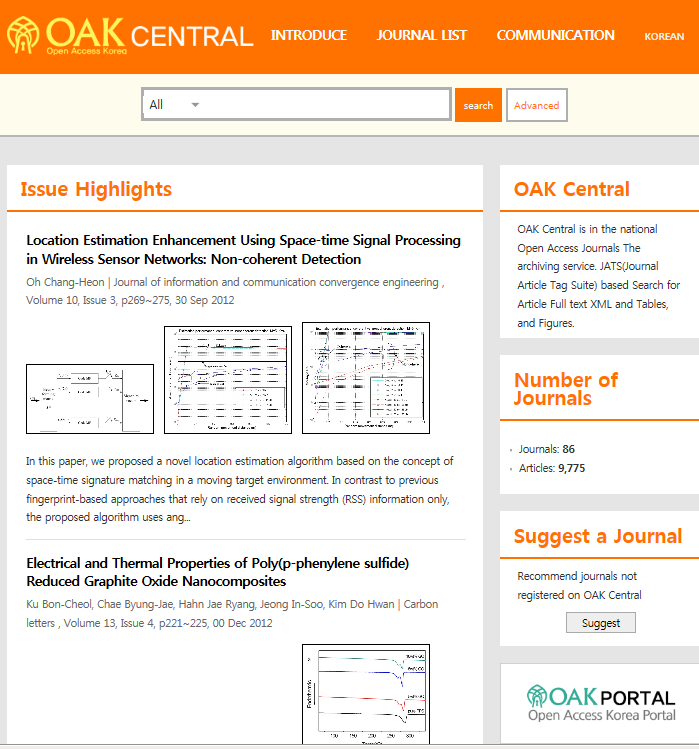 OAK CENTRAL
Open Access Korea
INTRODUCE
JOURNAL LIST
COMMUNICATION
KOREAN
All
search
Advanced
Issue Highlights
Location Estimation Enhancement Using Space-time Signal Processing
in Wireless Sensor Networks: Non-coherent Detection
Oh Chang-Heon | Journal of information and communication convergence engineering ,
Volume 10, Issue 3, p269~275, 30 Sep 2012
In this paper, we proposed a novel location estimation algorithm based on the concept of
space-time signature matching in a moving target environment. In contrast to previous
fingerprint-based approaches that rely on received signal strength (RSS) information only,
the proposed algorithm uses ang...
Electrical and Thermal Properties of Poly(p-phenylene sulfide)
Reduced Graphite Oxide Nanocomposites
Ku Bon-Cheol, Chae Byung-Jae, Hahn Jae Ryang, Jeong In-Soo, Kim Do Hwan | Carbon
letters , Volume 13, Issue 4, p221~225, 00 Dec 2012
100 150 200 250 300
OAK Central
OAK Central is in the national
Open Access Journals The
archiving service. JATS(Journal
Article Tag Suite) based Search for
Article Full text XML and Tables,
and Figures.
Number of
Journals
Journals: 86
Articles: 9,775
Suggest a Journal
Recommend journals not
registered on OAK Central
Suggest
OAK PORTAL
Open Access Korea Portal